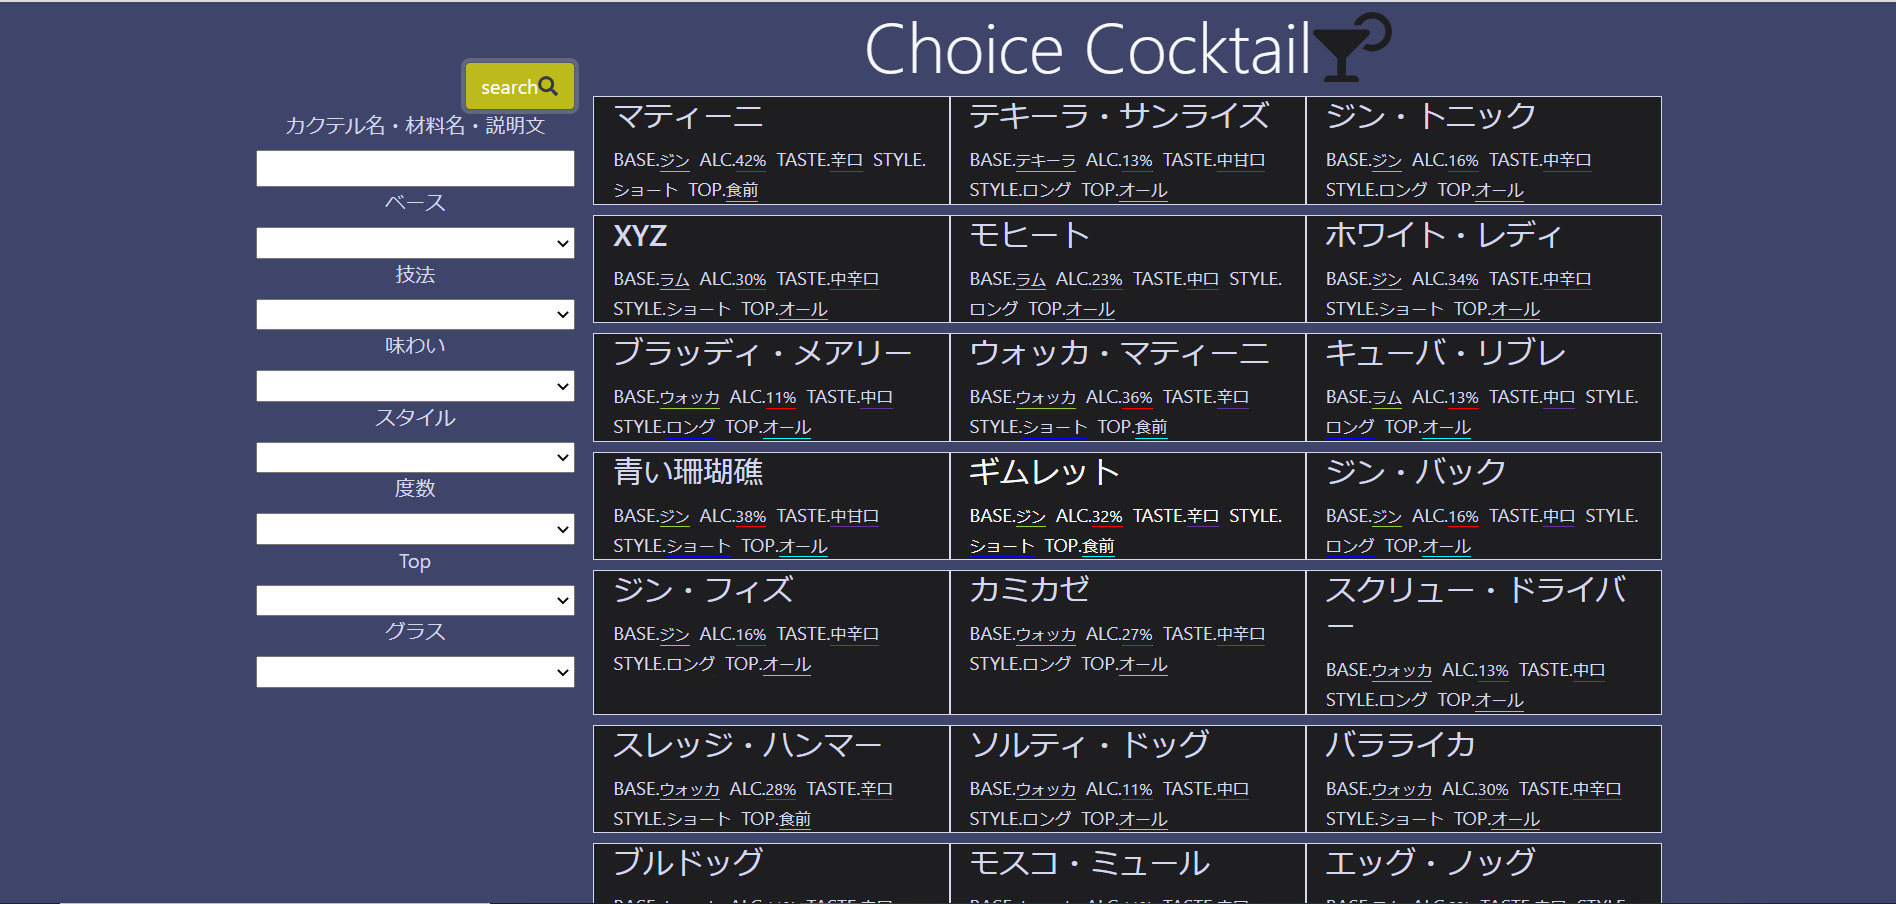 Choice Cocktail
search
カクテル名・材料名・説明文
ベース
技法
味わい
スタイル
度数
Top
グラス
マティーニ
BASE.ジン ALC.42% TASTE.辛口 STYLE.
ショート TOP.食前
テキーラ・サンライズ
BASE.テキーラ ALC.13% TASTE.中甘口
STYLE.ロング TOP.オール
ジン・トニック
BASE.ジン ALC.16% TASTE.中辛口
STYLE.ロング TOP.オール
XYZ
BASE.ラム ALC.30% TASTE.中辛口
STYLE.ショート TOP.オール
モヒート
BASE.ラム ALC.23% TASTE.中口 STYLE.
ロング TOP.オール
ホワイト・レディ
BASE.ジン ALC.34% TASTE.中辛口
STYLE.ショート TOP.オール
ブラッディ・メアリー
BASE.ウォッカ ALC.11% TASTE.中口
STYLE.ロング TOP.オール
ウォッカ・マティーニ
BASE.ウォッカ ALC.36% TASTE.辛口
STYLE.ショート TOP.食前
キューバ・リブレ
BASE.ラム ALC.13% TASTE.中口 STYLE.
ロング TOP.オール
青い珊瑚礁
BASE.ジン ALC.38% TASTE.中甘口
STYLE.ショート TOP.オール
ギムレット
BASE.ジン ALC.32% TASTE.辛口 STYLE.
ショート TOP.食前
ジン・バック
BASE.ジン ALC.16% TASTE.中口 STYLE.
ロング TOP.オール
ジン・フィズ
BASE.ジン ALC.16% TASTE.中辛口
STYLE.ロング TOP.オール
カミカゼ
BASE.ウォッカ ALC.27% TASTE.中辛口
STYLE.ロング TOP.オール
スクリュー・ドライバ
ー
BASE.ウォッカ ALC.13% TASTE.中口
STYLE.ロング TOP.オール
スレッジ・ハンマー
BASE.ウォッカ ALC.28% TASTE.辛口
STYLE.ショート TOP.食前
ソルティ・ドッグ
BASE.ウォッカ ALC.11% TASTE.中口
STYLE.ロング TOP.オール
バラライカ
BASE.ウォッカ ALC.30% TASTE.中辛口
STYLE.ショート TOP.オール
ブルドッグ
モスコ・ミュール
エッグ・ノッグ